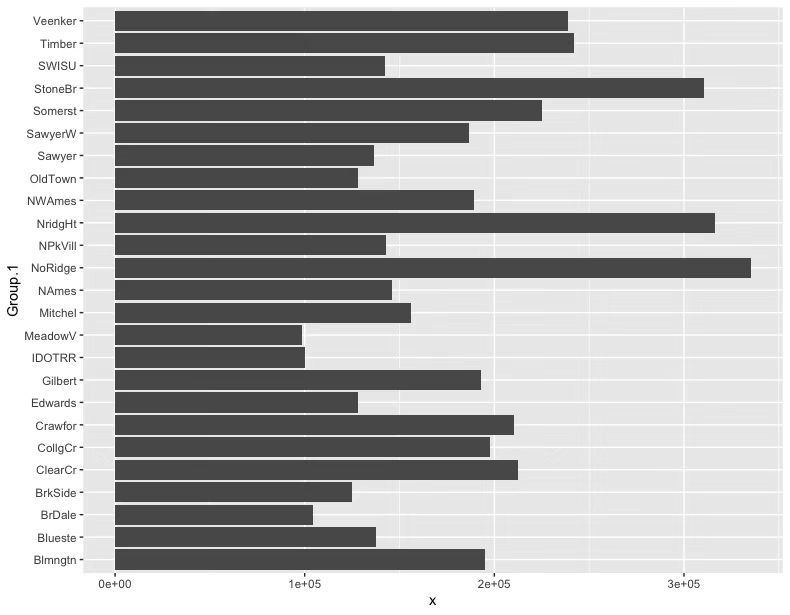 Veenker
Timber
SWISU
StoneBr
Somerst
SawyerW
Sawyer
OldTown
NWAmes
NridgHt
NPkVill
NoRidge
NAmes
Mitchel
MeadowV
IDOTRR
Gilbert
Edwards
Crawfor
CollgCr
ClearCr
BrkSide
BrDale
Blueste
Blmngtn
Group.1
0e+00 1e+05 2e+05 3e+05
x